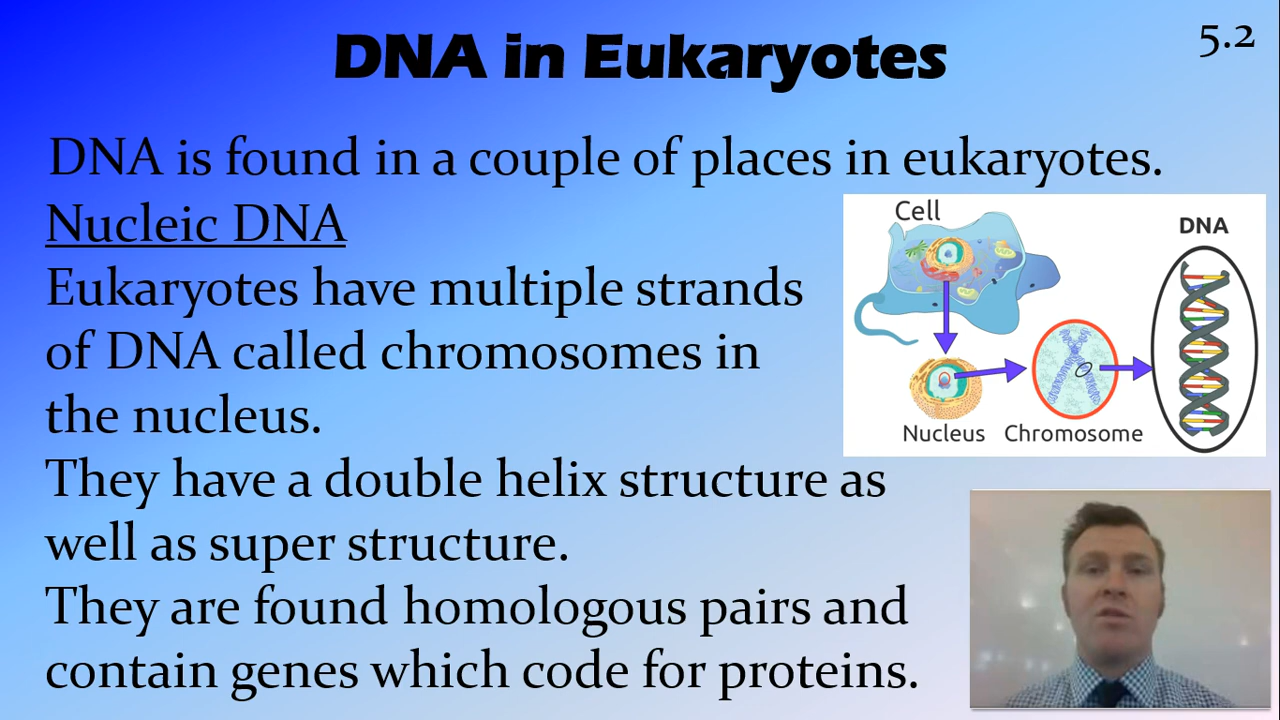 DNA in Eukaryotes
5.2
DNA is found in a couple of places in eukaryotes.
Nucleic DNA
Eukaryotes have multiple strands
of DNA called chromosomes in
the nucleus.
They have a double helix structure as
well as super structure.
They are found homologous pairs and
contain genes which code for proteins.
Cell
DNA
Nucleus
Chromosome